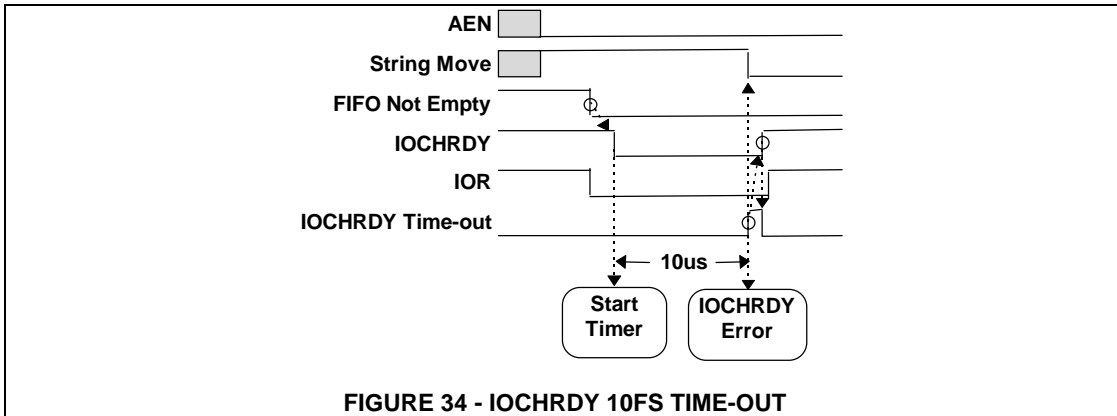 AEN
String Move
FIFO Not Empty
IOCHRDY
IOR
IOCHRDY Time-out
10us
Start
Timer
IOCHRDY
Error
FIGURE 34 - IOCHRDY 10FS TIME-OUT